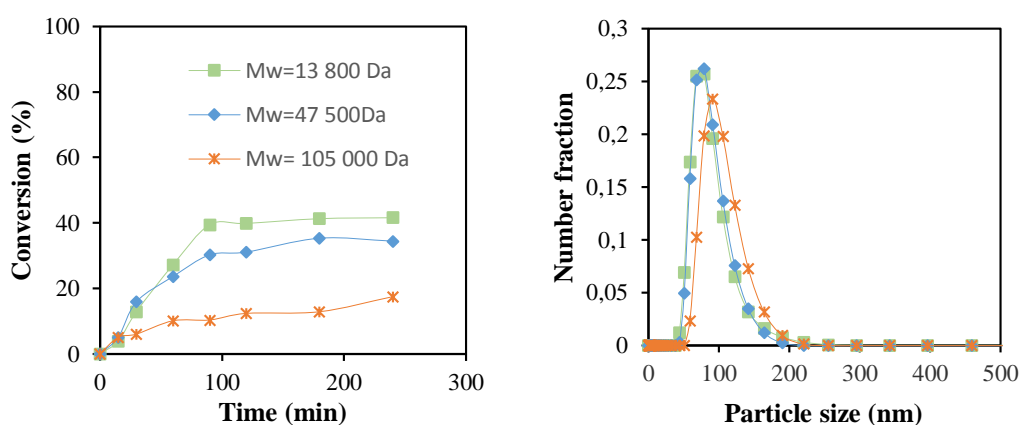 100
80
60
40
20
0
Conversion (%)
Mw=13 800 Da
Mw=47 500Da
Mw= 105 000 Da
0 100 200 300
Time (min)
0,3
0,25
0,2
0,15
0,1
0,05
0
Number fraction
0 100 200 300 400 500
Particle size (nm)